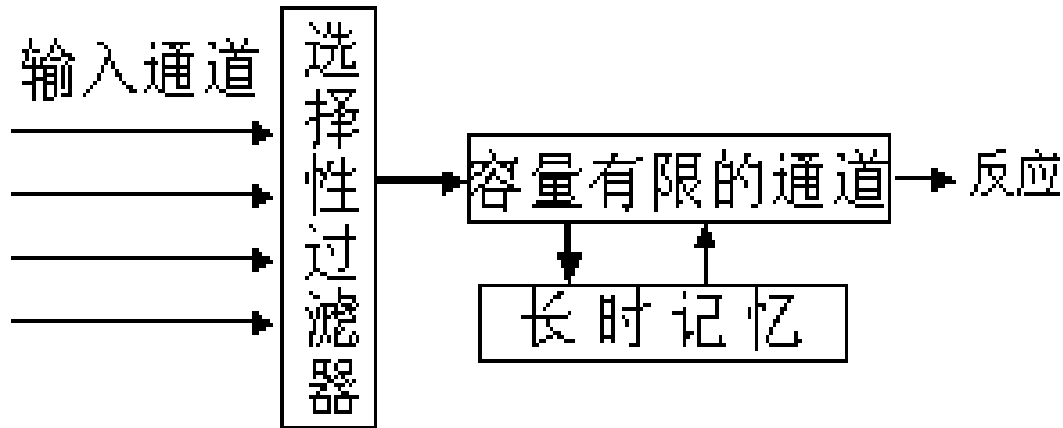 输入通道
选择性过滤器
容量有限的通道
反应
长时记忆